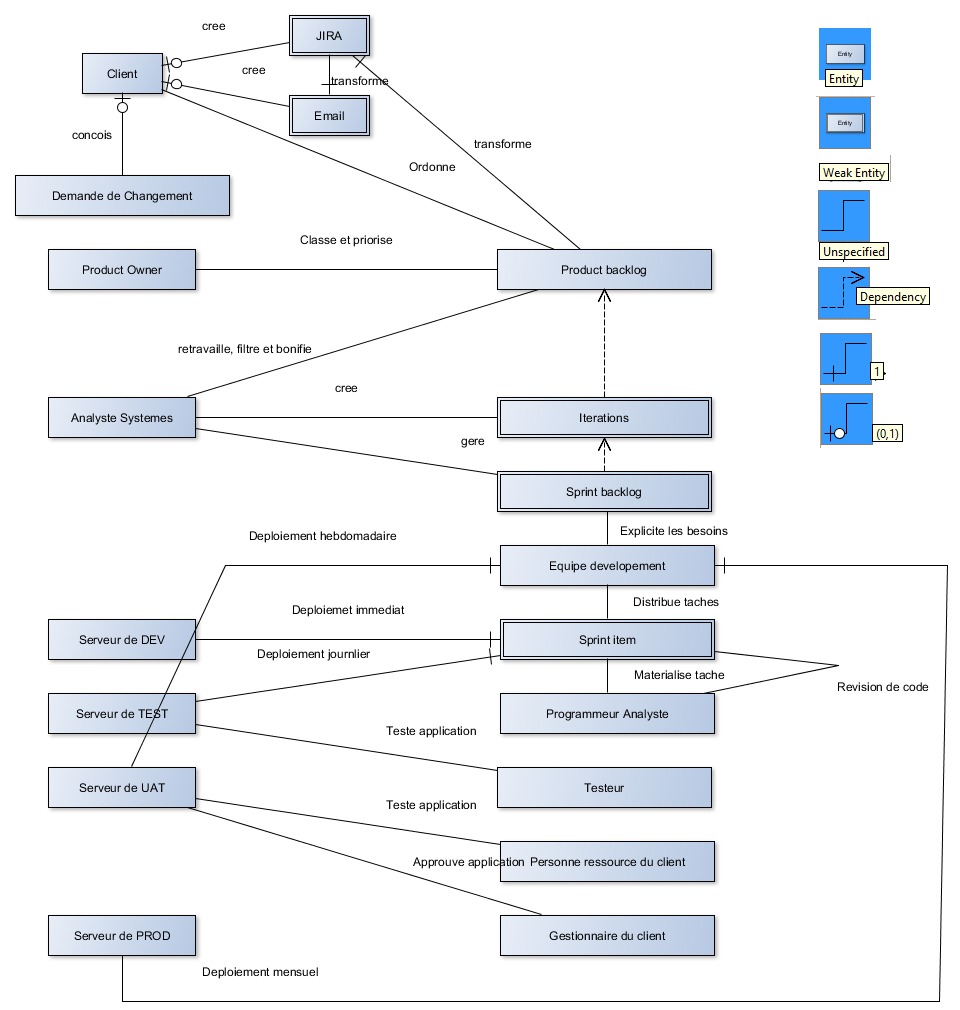 cree
JIRA
Client
cree
transforme
Email
concois
transforme
Ordonne
Demande de Changement
Classe et priorise
Product Owner
Product backlog
retravaille, filtre et bonifie
cree
Analyste Systemes
Iterations
gere
Sprint backlog
Explicite les besoins
Deploiement hebdomadaire
Equipe developement
Distribue taches
Deploiemet immediat
Serveur de DEV
Sprint item
Deploiement journlier
Materialise tache
Revision de code
Serveur de TEST
Programmeur Analyste
Teste application
Serveur de UAT
Testeur
Teste application
Approuve application
Personne ressource du client
Serveur de PROD
Gestionnaire du client
Deploiement mensuel
Entity
Entity
Entity
Weak Entity
Unspecified
Dependency
1
(0,1)